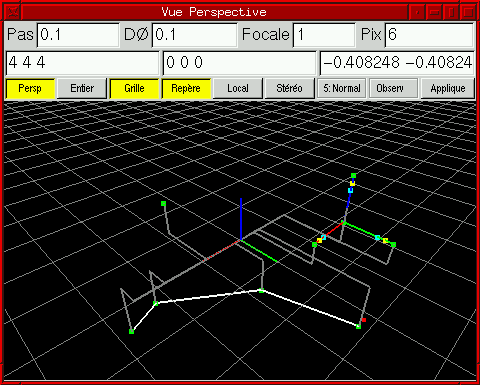 Vue Perspective
Pas 0.1 DØ 0.1 Focale 1 Pix 6
4 4 4 0 0 0 -0.408248 -0.40824
Persp Entier Grille Repère Local Stéréo 5: Normal Observ Applique